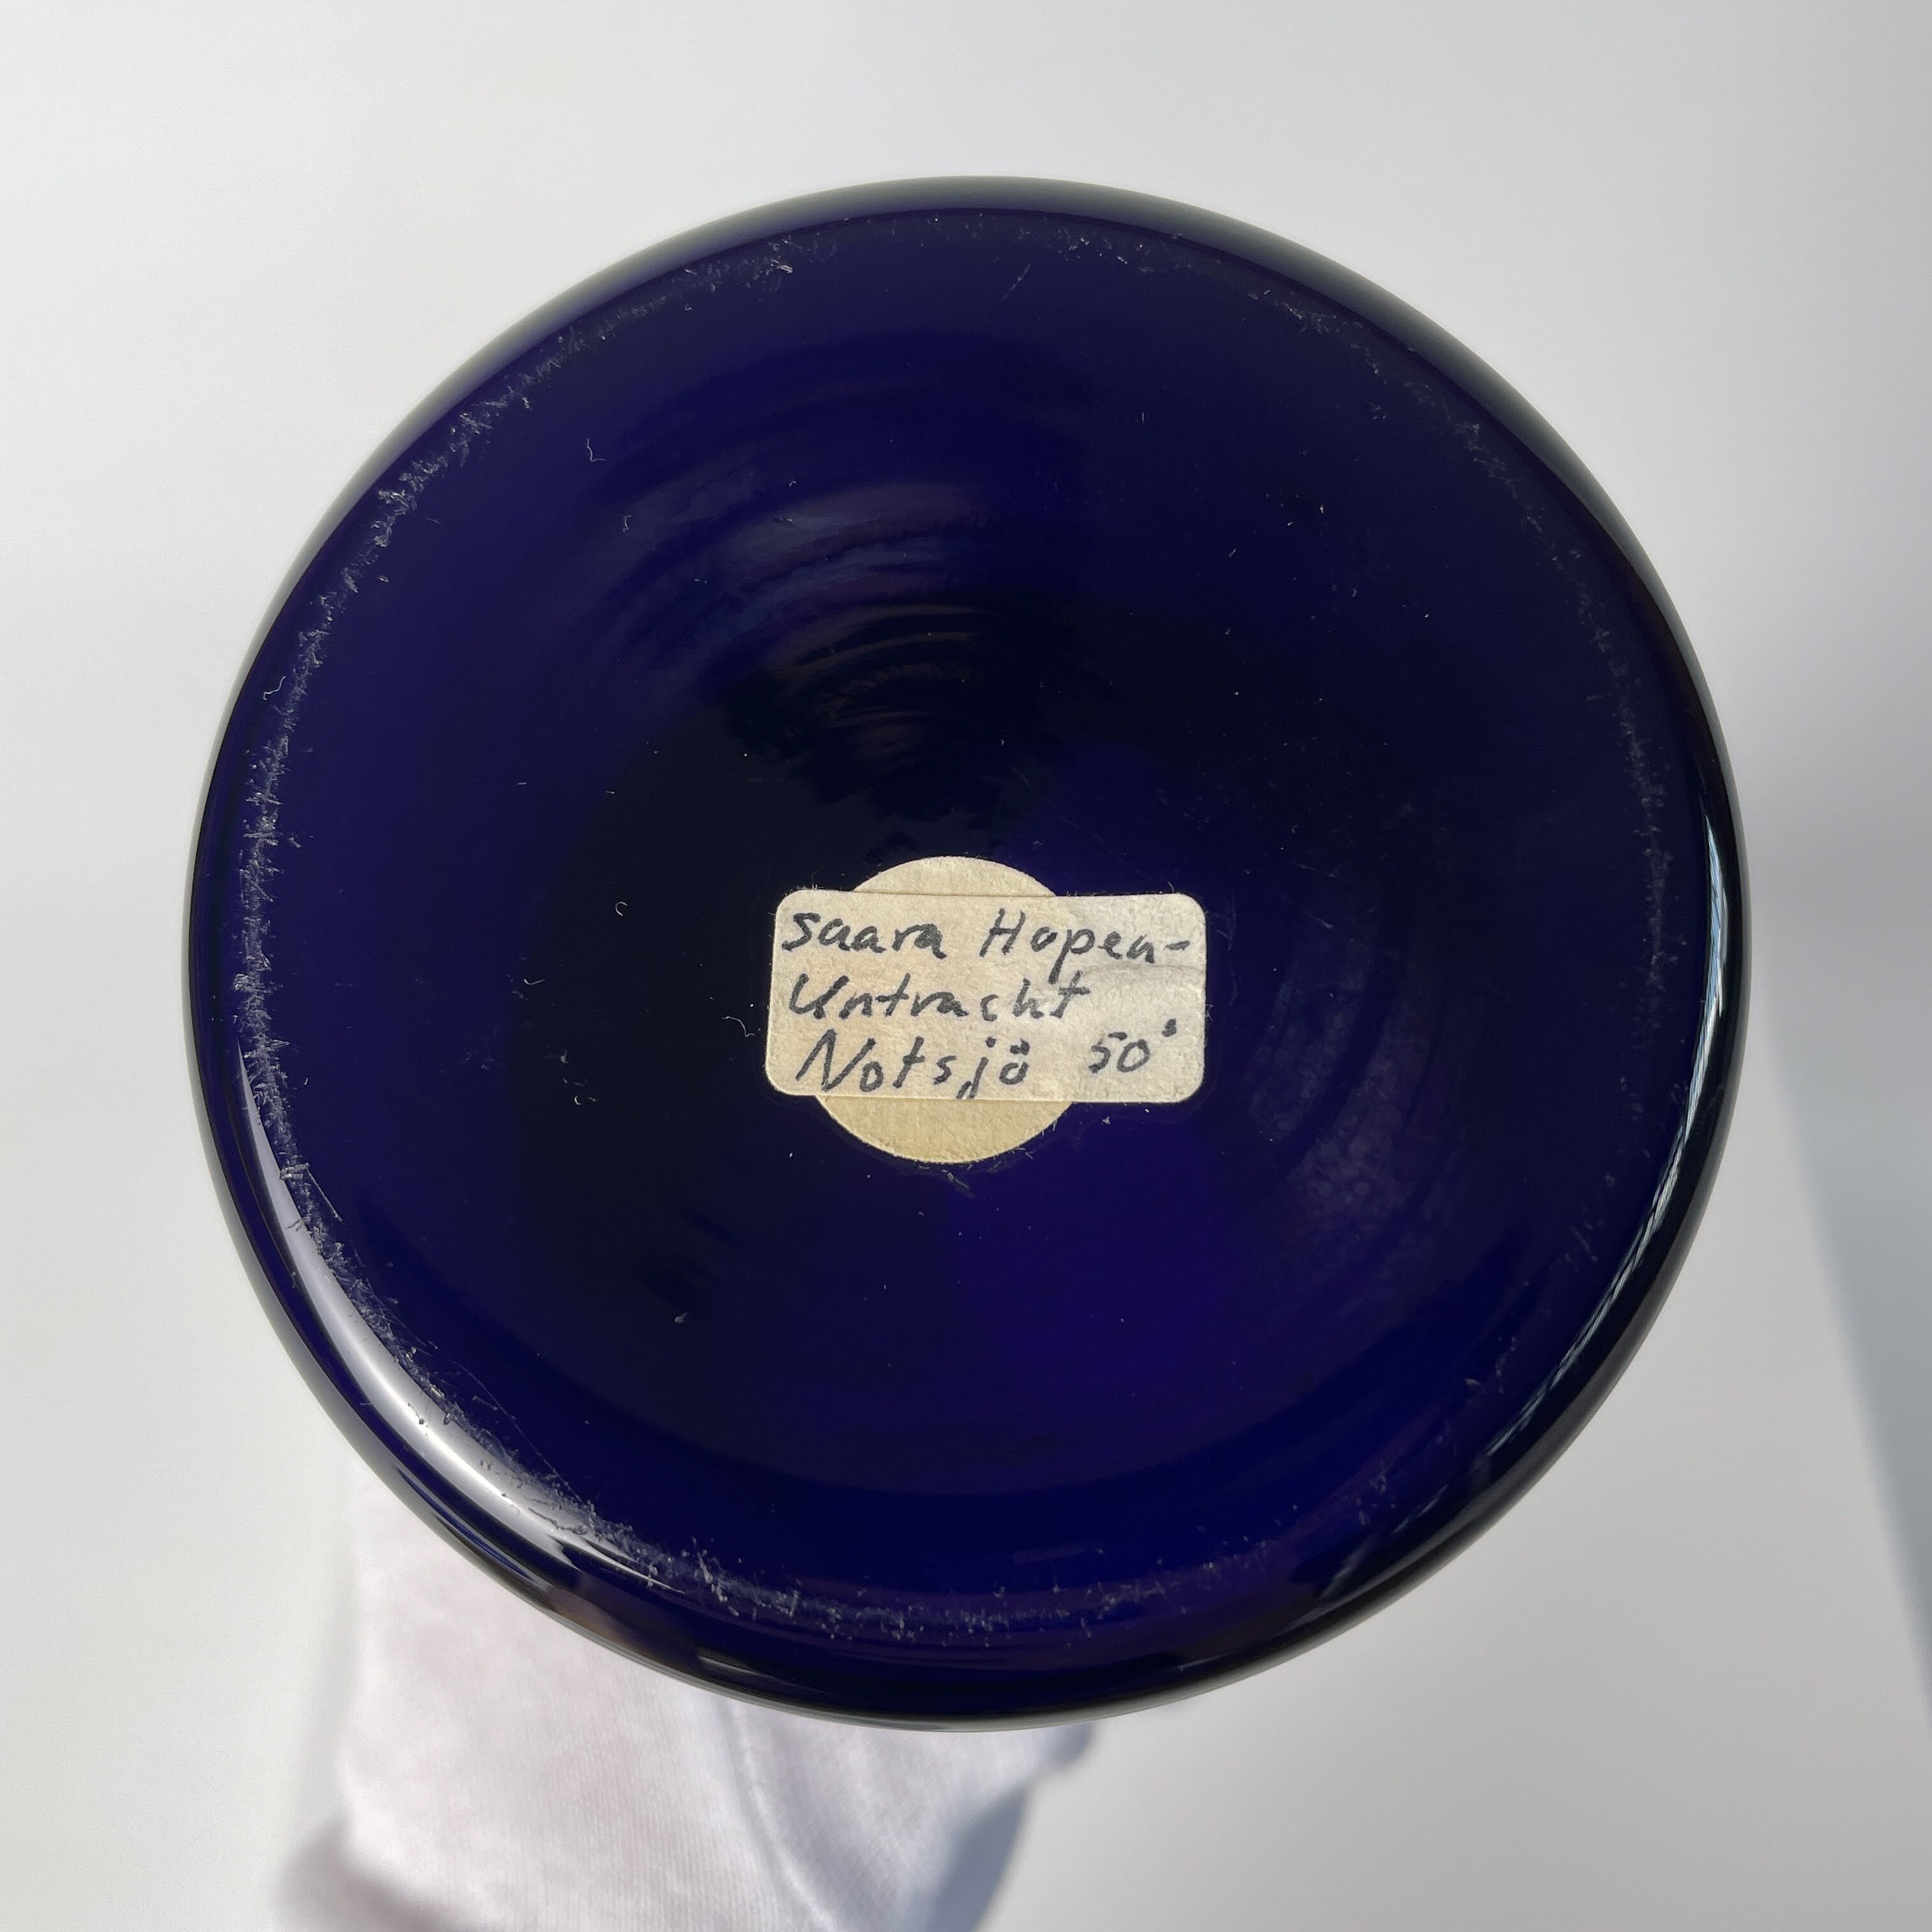 Saara Hopea-
Untracht
Notsjö 50'